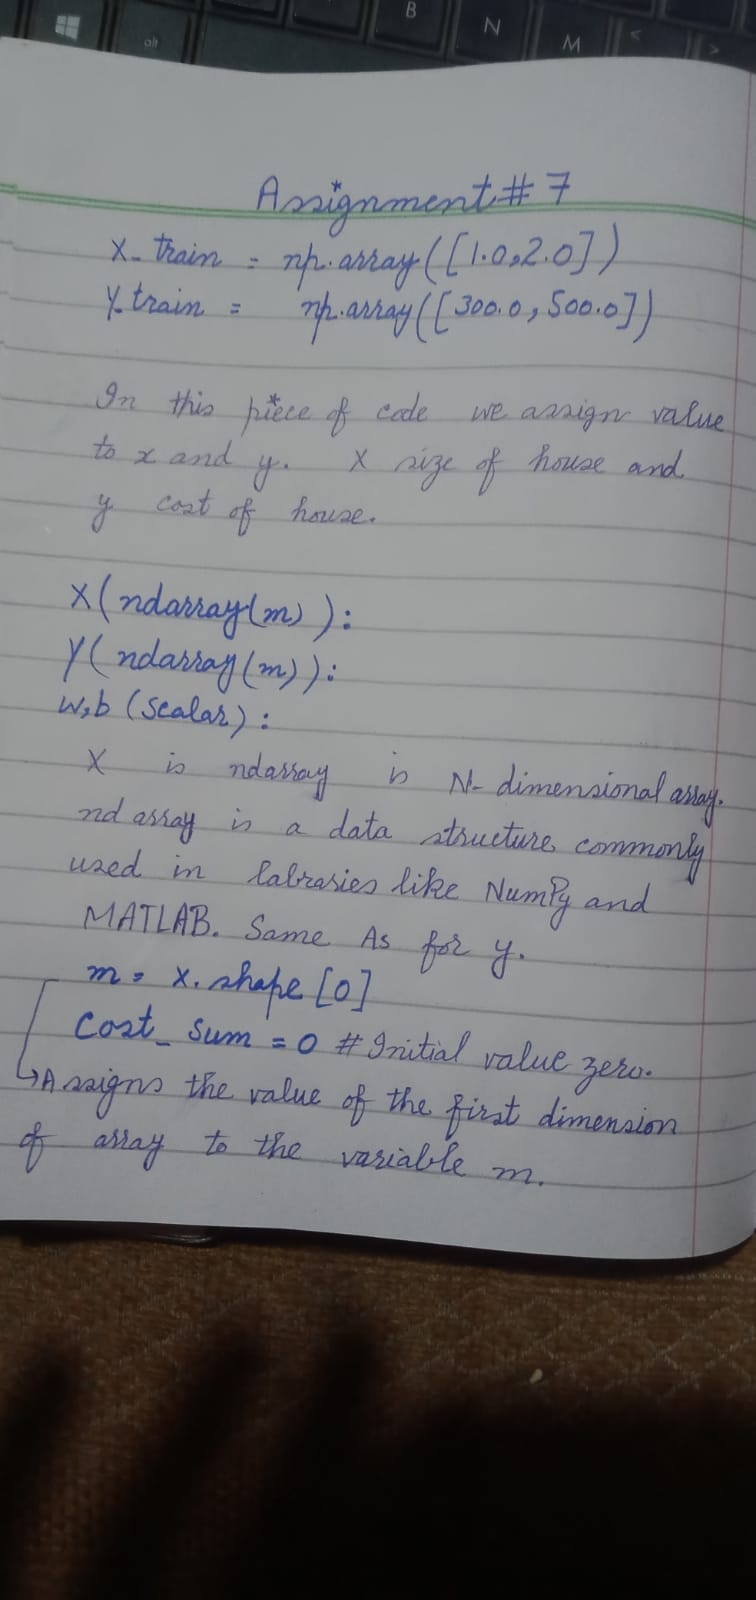 B N M < >
alt
Assignment # 7
X_train = np.array([1.0,2.0])
Y_train = np.array([300.0, 500.0])
In this piece of code we assign value
to x and y. X size of house and
y cost of house.
X(ndarray(m)):
Y(ndarray(m)):
w,b (Scalar):
X is ndarray is N-dimensional array.
nd array is a data structure commonly
used in labraries like NumPy and
MATLAB. Same As for y.
m = X.shape[0]
Cost_Sum = 0 # Initial value zero.
↳Assigns the value of the first dimension
of array to the variable m.